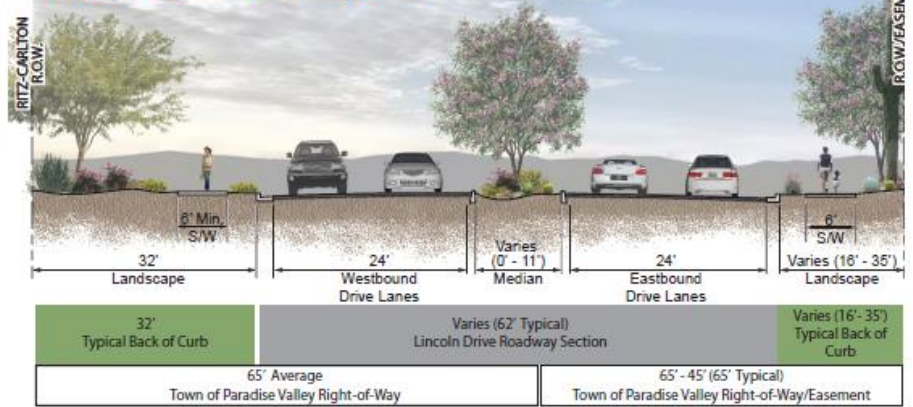 RITZ-CARLTON
R.O.W.
R.O.W./EASEM
6' Min.
S/W
6'
S/W
32'
Landscape
24'
Westbound
Drive Lanes
Varies
(0' - 11')
Median
24'
Eastbound
Drive Lanes
Varies (16' - 35')
Landscape
32'
Typical Back of Curb
Varies (62' Typical)
Lincoln Drive Roadway Section
Varies (16'- 35')
Typical Back of
Curb
65' Average
Town of Paradise Valley Right-of-Way
65' - 45' (65' Typical)
Town of Paradise Valley Right-of-Way/Easement